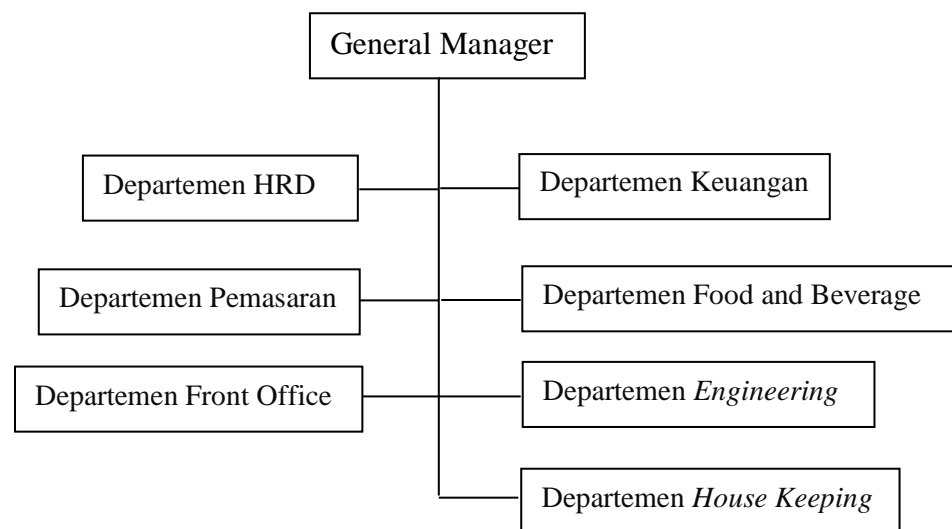 General Manager
Departemen HRD
Departemen Keuangan
Departemen Pemasaran
Departemen Food and Beverage
Departemen Front Office
Departemen Engineering
Departemen House Keeping